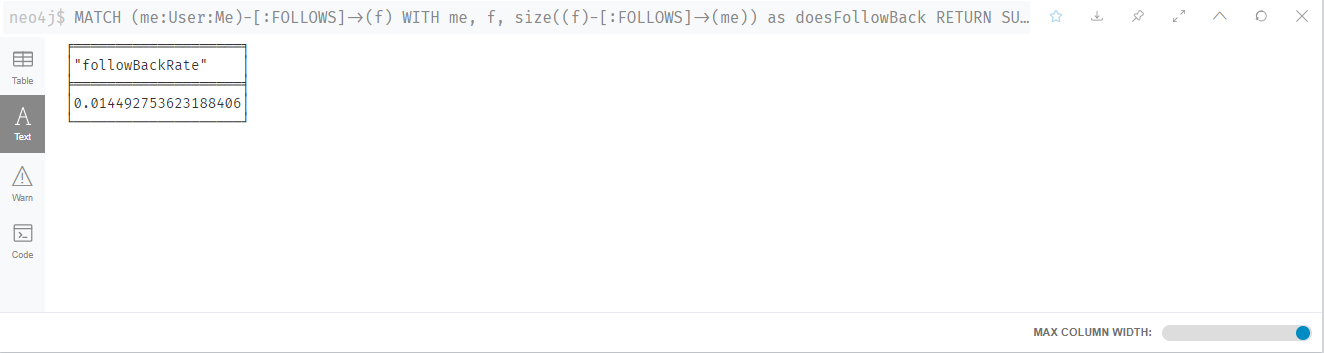 neo4j$ MATCH (me:User:Me)-[:FOLLOWS]→(f) WITH me, f, size((f)-[:FOLLOWS]→(me)) as doesFollowBack RETURN SU…
Table
"followBackRate"
0.014492753623188406
Text
Warn
Code
MAX COLUMN WIDTH: